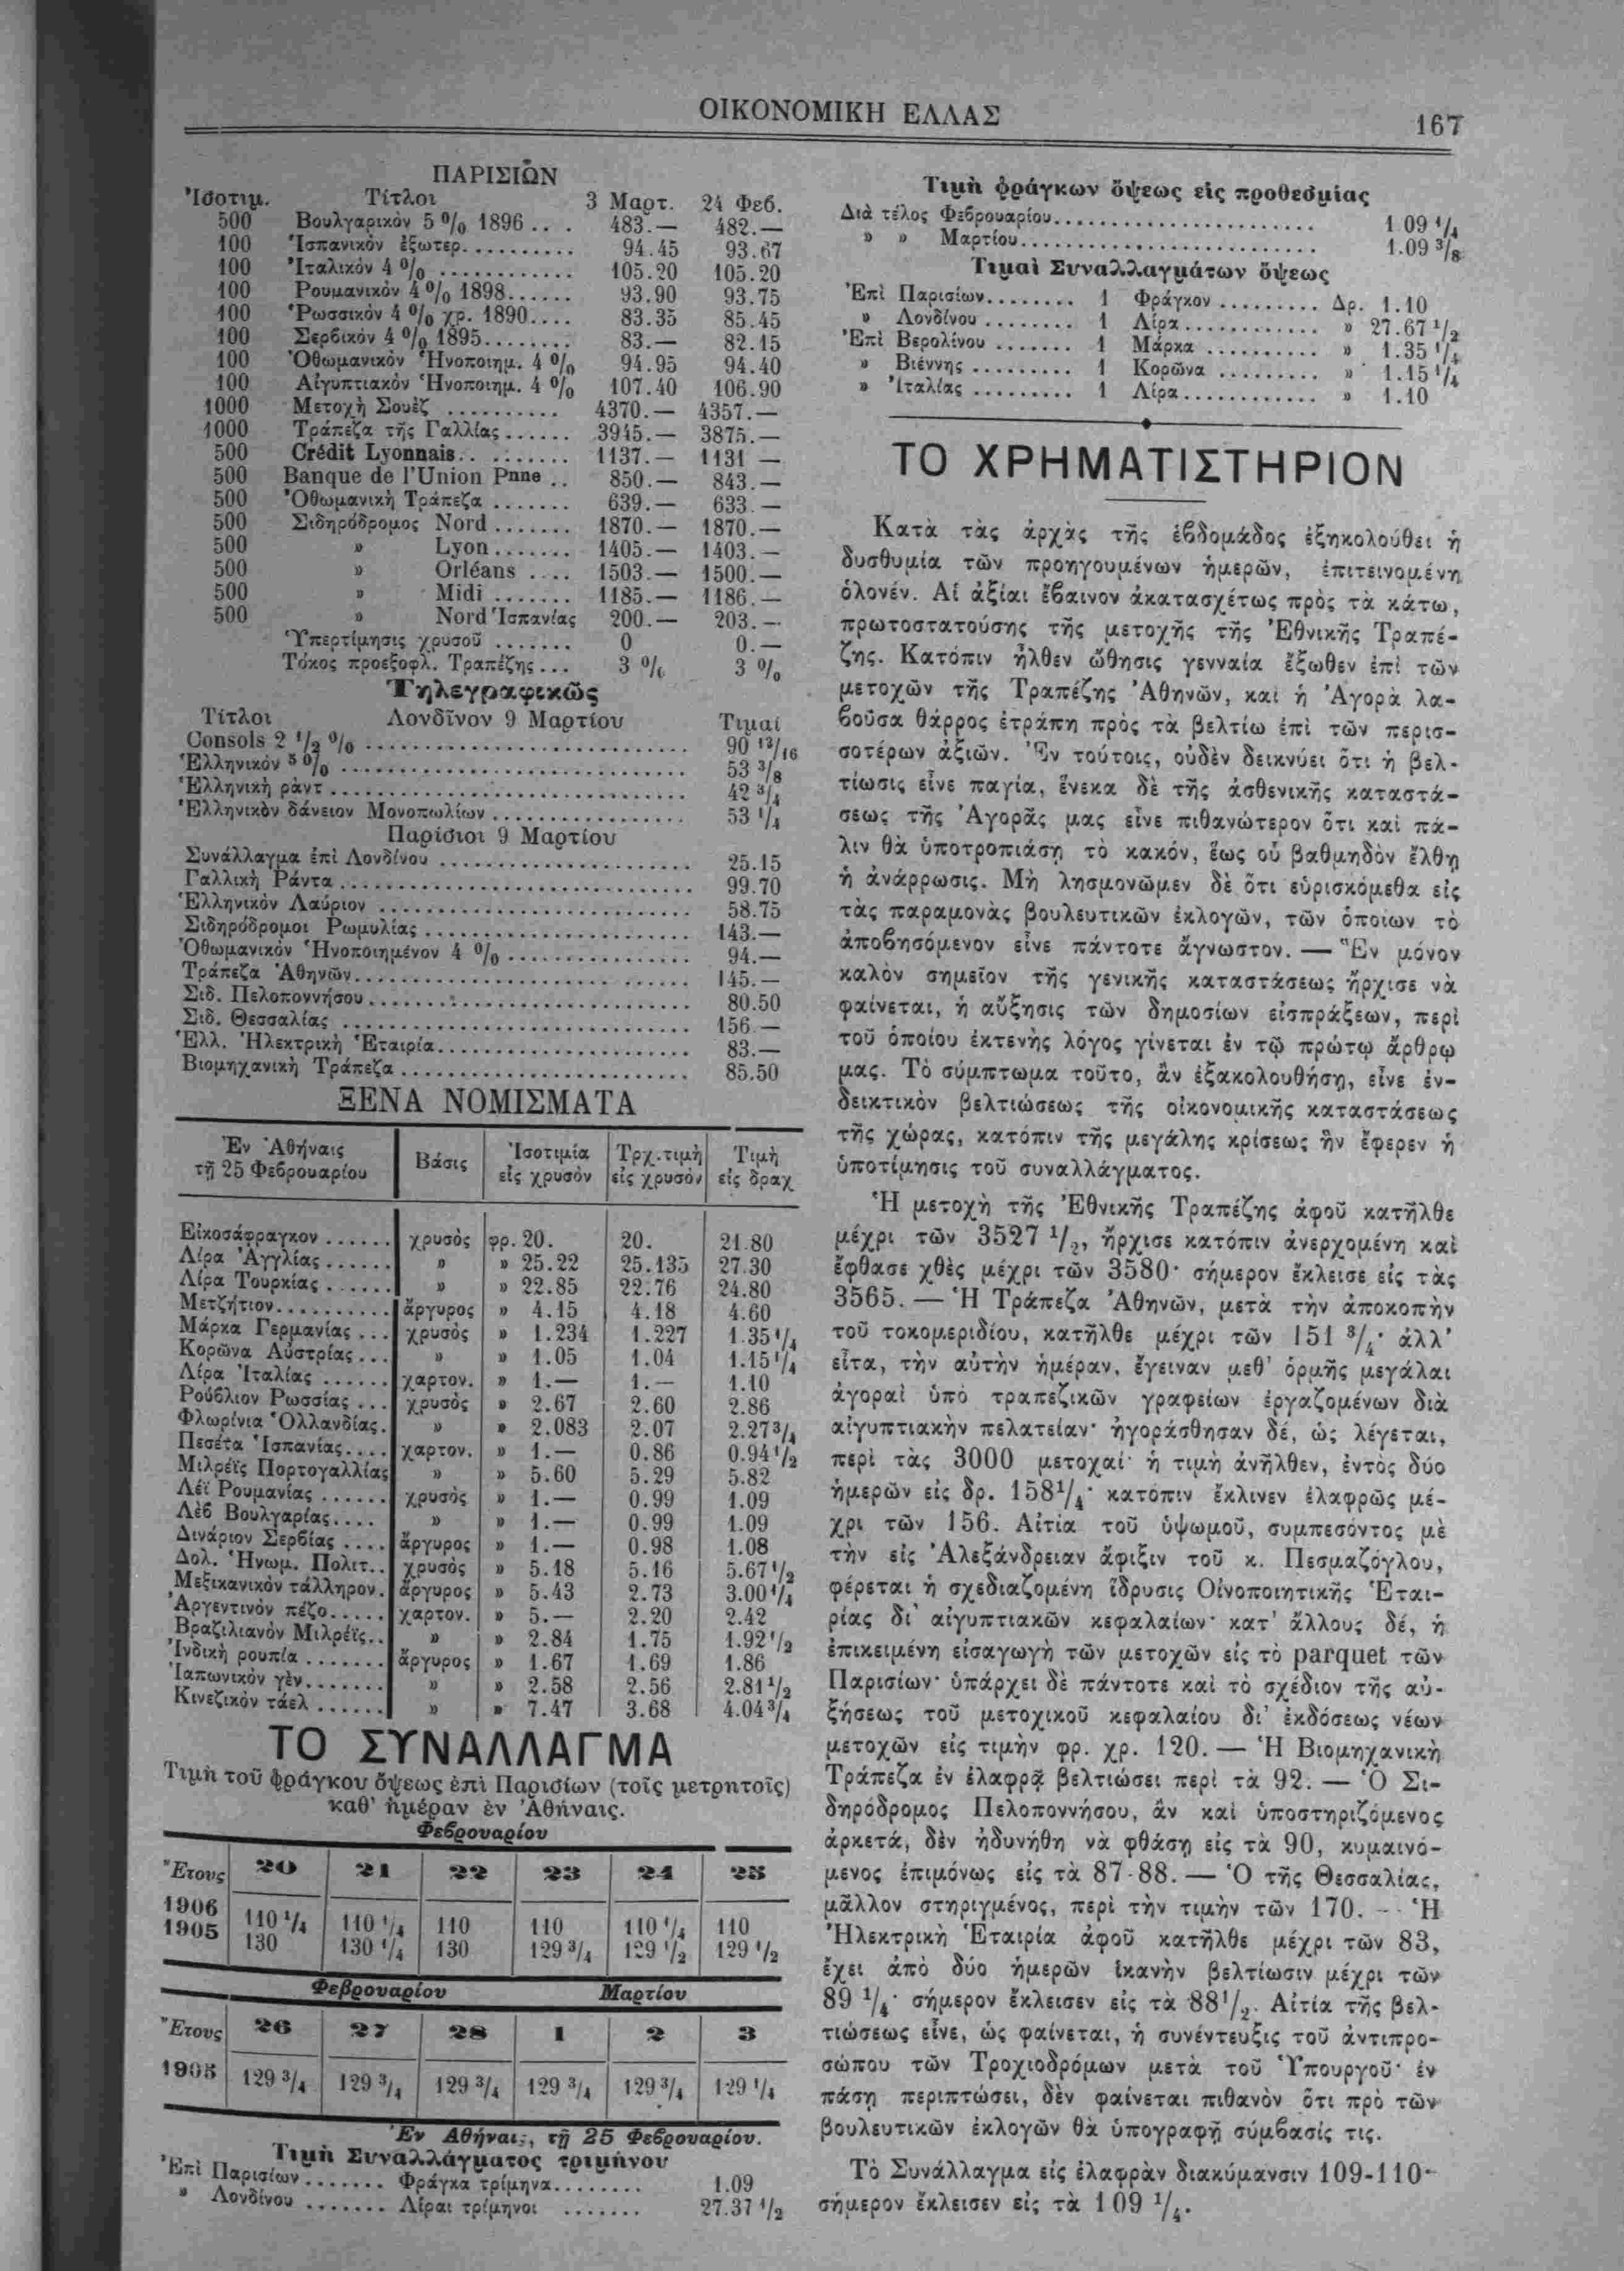 ΟΙΚΟΝΟΜΙΚΗ ΕΛΛΑΣ 167
ΠΑΡΙΣΙΩΝ
Ἰσοτιμ. Τίτλοι 3 Μαρτ. 24 Φεβ.
500 Βουλγαρικὸν 5 % 1896 .. . 483.— 482.—
100 Ἱσπανικὸν ἐξωτερ.......... 94.45 93.67
100 Ἰταλικόν 4 % ............ 105.20 105.20
100 Ρουμανικὸν 4 % 1898...... 93.90 93.75
100 Ῥωσσικόν 4 % χρ. 1890.... 83.35 85.45
100 Σερβικόν 4 % 1895........ 83.— 82.15
100 Ὀθωμανικὸν Ἡνοποιημ. 4 % 94.95 94.40
100 Αἰγυπτιακὸν Ἡνοποιημ. 4 % 107.40 106.90
1000 Μετοχὴ Σουὲζ .......... 4370.— 4357.—
1000 Τράπεζα τῆς Γαλλίας...... 3945.— 3875.—
500 Crédit Lyonnais.. ....... 1137.— 1131 —
500 Banque de l'Union Pnne .. 850.— 843.—
500 Ὀθωμανικὴ Τράπεζα ....... 639.— 633.—
500 Σιδηρόδρομος Nord ....... 1870.— 1870.—
500 » Lyon ....... 1405.— 1403.—
500 » Orléans .... 1503.— 1500.—
500 » Midi ....... 1185.— 1186.—
500 » Nord Ἱσπανίας 200.— 203.—
Ὑπερτίμησις χρυσοῦ ....... 0 0.—
Τόκος προεξοφλ. Τραπέζης... 3 % 3 %
Τηλεγραφικῶς
Τίτλοι Λονδῖνον 9 Μαρτίου Τιμαί
Consols 2 1/2 % .............................. 90 13/16
Ἑλληνικόν 5 % .............................. 53 3/8
Ἑλληνικὴ ρὰντ .............................. 42 3/4
Ἑλληνικὸν δάνειον Μονοπωλίων ................. 53 1/4
Παρίσιοι 9 Μαρτίου
Συνάλλαγμα ἐπὶ Λονδίνου ...................... 25.15
Γαλλικὴ Ράντα .............................. 99.70
Ἑλληνικὸν Λαύριον .......................... 58.75
Σιδηρόδρομοι Ρωμυλίας ....................... 143.—
Ὀθωμανικὸν Ἡνοποιημένον 4 % ................ 94.—
Τράπεζα Ἀθηνῶν............................ 145.—
Σιδ. Πελοποννήσου .......................... 80.50
Σιδ. Θεσσαλίας ............................ 156.—
Ἑλλ. Ἠλεκτρικὴ Ἑταιρία...................... 83.—
Βιομηχανικὴ Τράπεζα ........................ 85.50
ΞΕΝΑ ΝΟΜΙΣΜΑΤΑ
Ἐν Ἀθήναις τῇ 25 Φεβρουαρίου Βάσις Ἰσοτιμία εἰς χρυσὸν Τρχ.τιμὴ εἰς χρυσὸν Τιμὴ εἰς δραχ
Εἰκοσάφραγκον ...... χρυσὸς φρ. 20. 20. 21.80
Λίρα Ἀγγλίας ...... » » 25.22 25.135 27.30
Λίρα Τουρκίας ...... » » 22.85 22.76 24.80
Μετζήτιον.......... ἄργυρος » 4.15 4.18 4.60
Μάρκα Γερμανίας ... χρυσὸς » 1.234 1.227 1.35 1/4
Κορῶνα Αὐστρίας... » » 1.05 1.04 1.15 1/4
Λίρα Ἰταλίας ...... χαρτον. » 1.— 1.— 1.10
Ρούβλιον Ρωσσίας ... χρυσὸς » 2.67 2.60 2.86
Φλωρίνια Ὁλλανδίας. » » 2.083 2.07 2.27 3/4
Πεσέτα Ἱσπανίας.... χαρτον. » 1.— 0.86 0.94 1/2
Μιλρέϊς Πορτογαλλίας » » 5.60 5.29 5.82
Λέϊ Ρουμανίας ...... χρυσὸς » 1.— 0.99 1.09
Λὲβ Βουλγαρίας.... » » 1.— 0.99 1.09
Δινάριον Σερβίας .... ἄργυρος » 1.— 0.98 1.08
Δολ. Ἡνωμ. Πολιτ.. χρυσὸς » 5.18 5.16 5.67 1/2
Μεξικανικὸν τάλληρον. ἄργυρος » 5.43 2.73 3.00 1/4
Ἀργεντινὸν πέζο..... χαρτον. » 5.— 2.20 2.42
Βραζιλιανὸν Μιλρέϊς.. » » 2.84 1.75 1.92 1/2
Ἰνδικὴ ρουπία ....... ἄργυρος » 1.67 1.69 1.86
Ἰαπωνικὸν γὲν....... » » 2.58 2.56 2.81 1/2
Κινεζικὸν τάελ ...... » » 7.47 3.68 4.04 3/4
ΤΟ ΣΥΝΑΛΛΑΓΜΑ
Τιμὴ τοῦ φράγκου ὄψεως ἐπὶ Παρισίων (τοῖς μετρητοῖς)
καθ' ἡμέραν ἐν Ἀθήναις.
Φεβρουαρίου
Ἔτους 20 21 22 23 24 25
1906 110 1/4 110 1/4 110 110 110 1/4 110
1905 130 130 1/4 130 129 3/4 129 1/2 129 1/2
Φεβρουαρίου Μαρτίου
Ἔτους 26 27 28 1 2 3
1905 129 3/4 129 3/4 129 3/4 129 3/4 129 3/4 129 1/4
Ἐν Ἀθήναις, τῇ 25 Φεβρουαρίου.
Τιμὴ Συναλλάγματος τριμήνου
Ἐπὶ Παρισίων ....... Φράγκα τρίμηνα........ 1.09
» Λονδίνου ....... Λίραι τρίμηνοι ....... 27.37 1/2
Τιμὴ φράγκων ὄψεως εἰς προθεσμίας
Διὰ τέλος Φεβρουαρίου........................ 1 09 1/4
» » Μαρτίου........................... 1.09 3/8
Τιμαὶ Συναλλαγμάτων ὄψεως
Ἐπὶ Παρισίων........ 1 Φράγκον ......... Δρ. 1.10
» Λονδίνου ........ 1 Λίρα............ » 27.67 1/2
Ἐπὶ Βερολίνου ....... 1 Μάρκα .......... » 1.35 1/4
» Βιέννης ......... 1 Κορῶνα ......... » 1.15 1/4
» Ἰταλίας ......... 1 Λίρα............ » 1.10
ΤΟ ΧΡΗΜΑΤΙΣΤΗΡΙΟΝ
Κατὰ τὰς ἀρχὰς τῆς ἑβδομάδος ἐξηκολούθει ἡ
δυσθυμία τῶν προηγουμένων ἡμερῶν, ἐπιτεινομένη
ὁλονέν. Αἱ ἀξίαι ἔβαινον ἀκατασχέτως πρὸς τὰ κάτω,
πρωτοστατούσης τῆς μετοχῆς τῆς Ἐθνικῆς Τραπέ-
ζης. Κατόπιν ἦλθεν ὤθησις γενναία ἔξωθεν ἐπὶ τῶν
μετοχῶν τῆς Τραπέζης Ἀθηνῶν, καὶ ἡ Ἀγορὰ λα-
βοῦσα θάρρος ἐτράπη πρὸς τὰ βελτίω ἐπὶ τῶν περισ-
σοτέρων ἀξιῶν. Ἐν τούτοις, οὐδὲν δεικνύει ὅτι ἡ βελ-
τίωσις εἶνε παγία, ἕνεκα δὲ τῆς ἀσθενικῆς καταστά-
σεως τῆς Ἀγορᾶς μας εἶνε πιθανώτερον ὅτι καὶ πά-
λιν θὰ ὑποτροπιάσῃ τὸ κακόν, ἕως οὗ βαθμηδὸν ἔλθῃ
ἡ ἀνάρρωσις. Μὴ λησμονῶμεν δὲ ὅτι εὑρισκόμεθα εἰς
τὰς παραμονὰς βουλευτικῶν ἐκλογῶν, τῶν ὁποίων τὸ
ἀποβησόμενον εἶνε πάντοτε ἄγνωστον. — Ἓν μόνον
καλὸν σημεῖον τῆς γενικῆς καταστάσεως ἤρχισε νὰ
φαίνεται, ἡ αὔξησις τῶν δημοσίων εἰσπράξεων, περὶ
τοῦ ὁποίου ἐκτενὴς λόγος γίνεται ἐν τῷ πρώτῳ ἄρθρῳ
μας. Τὸ σύμπτωμα τοῦτο, ἂν ἐξακολουθήσῃ, εἶνε ἐν-
δεικτικὸν βελτιώσεως τῆς οἰκονομικῆς καταστάσεως
τῆς χώρας, κατόπιν τῆς μεγάλης κρίσεως ἣν ἔφερεν ἡ
ὑποτίμησις τοῦ συναλλάγματος.
Ἡ μετοχὴ τῆς Ἐθνικῆς Τραπέζης ἀφοῦ κατῆλθε
μέχρι τῶν 3527 1/2, ἤρχισε κατόπιν ἀνερχομένη καὶ
ἔφθασε χθὲς μέχρι τῶν 3580· σήμερον ἔκλεισε εἰς τὰς
3565. — Ἡ Τράπεζα Ἀθηνῶν, μετὰ τὴν ἀποκοπὴν
τοῦ τοκομεριδίου, κατῆλθε μέχρι τῶν 151 3/4· ἀλλ'
εἶτα, τὴν αὐτὴν ἡμέραν, ἔγειναν μεθ' ὁρμῆς μεγάλαι
ἀγοραὶ ὑπὸ τραπεζικῶν γραφείων ἐργαζομένων διὰ
αἰγυπτιακὴν πελατείαν· ἠγοράσθησαν δέ, ὡς λέγεται,
περὶ τὰς 3000 μετοχαί· ἡ τιμὴ ἀνῆλθεν, ἐντὸς δύο
ἡμερῶν εἰς δρ. 158 1/4· κατόπιν ἔκλινεν ἐλαφρῶς μέ-
χρι τῶν 156. Αἰτία τοῦ ὑψωμοῦ, συμπεσόντος μὲ
τὴν εἰς Ἀλεξάνδρειαν ἄφιξιν τοῦ κ. Πεσμαζόγλου,
φέρεται ἡ σχεδιαζομένη ἵδρυσις Οἰνοποιητικῆς Ἑται-
ρίας δι' αἰγυπτιακῶν κεφαλαίων· κατ' ἄλλους δέ, ἡ
ἐπικειμένη εἰσαγωγὴ τῶν μετοχῶν εἰς τὸ parquet τῶν
Παρισίων· ὑπάρχει δὲ πάντοτε καὶ τὸ σχέδιον τῆς αὐ-
ξήσεως τοῦ μετοχικοῦ κεφαλαίου δι' ἐκδόσεως νέων
μετοχῶν εἰς τιμὴν φρ. χρ. 120. — Ἡ Βιομηχανικὴ
Τράπεζα ἐν ἐλαφρᾷ βελτιώσει περὶ τὰ 92. — Ὁ Σι-
δηρόδρομος Πελοποννήσου, ἂν καὶ ὑποστηριζόμενος
ἀρκετά, δὲν ἠδυνήθη νὰ φθάσῃ εἰς τὰ 90, κυμαινό-
μενος ἐπιμόνως εἰς τὰ 87-88. — Ὁ τῆς Θεσσαλίας,
μᾶλλον στηριγμένος, περὶ τὴν τιμὴν τῶν 170. — Ἡ
Ἠλεκτρικὴ Ἑταιρία ἀφοῦ κατῆλθε μέχρι τῶν 83,
ἔχει ἀπὸ δύο ἡμερῶν ἱκανὴν βελτίωσιν μέχρι τῶν
89 1/4· σήμερον ἔκλεισεν εἰς τὰ 88 1/2. Αἰτία τῆς βελ-
τιώσεως εἶνε, ὡς φαίνεται, ἡ συνέντευξις τοῦ ἀντιπρο-
σώπου τῶν Τροχιοδρόμων μετὰ τοῦ Ὑπουργοῦ· ἐν
πάσῃ περιπτώσει, δὲν φαίνεται πιθανὸν ὅτι πρὸ τῶν
βουλευτικῶν ἐκλογῶν θὰ ὑπογραφῇ σύμβασίς τις.
Τὸ Συνάλλαγμα εἰς ἐλαφρὰν διακύμανσιν 109-110·
σήμερον ἔκλεισεν εἰς τὰ 109 1/4.